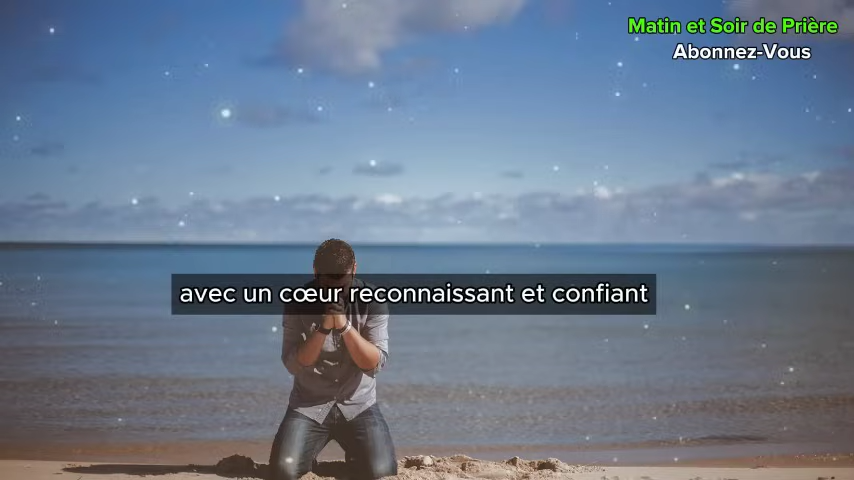 Matin et Soir de Prière
Abonnez-Vous
avec un cœur reconnaissant et confiant